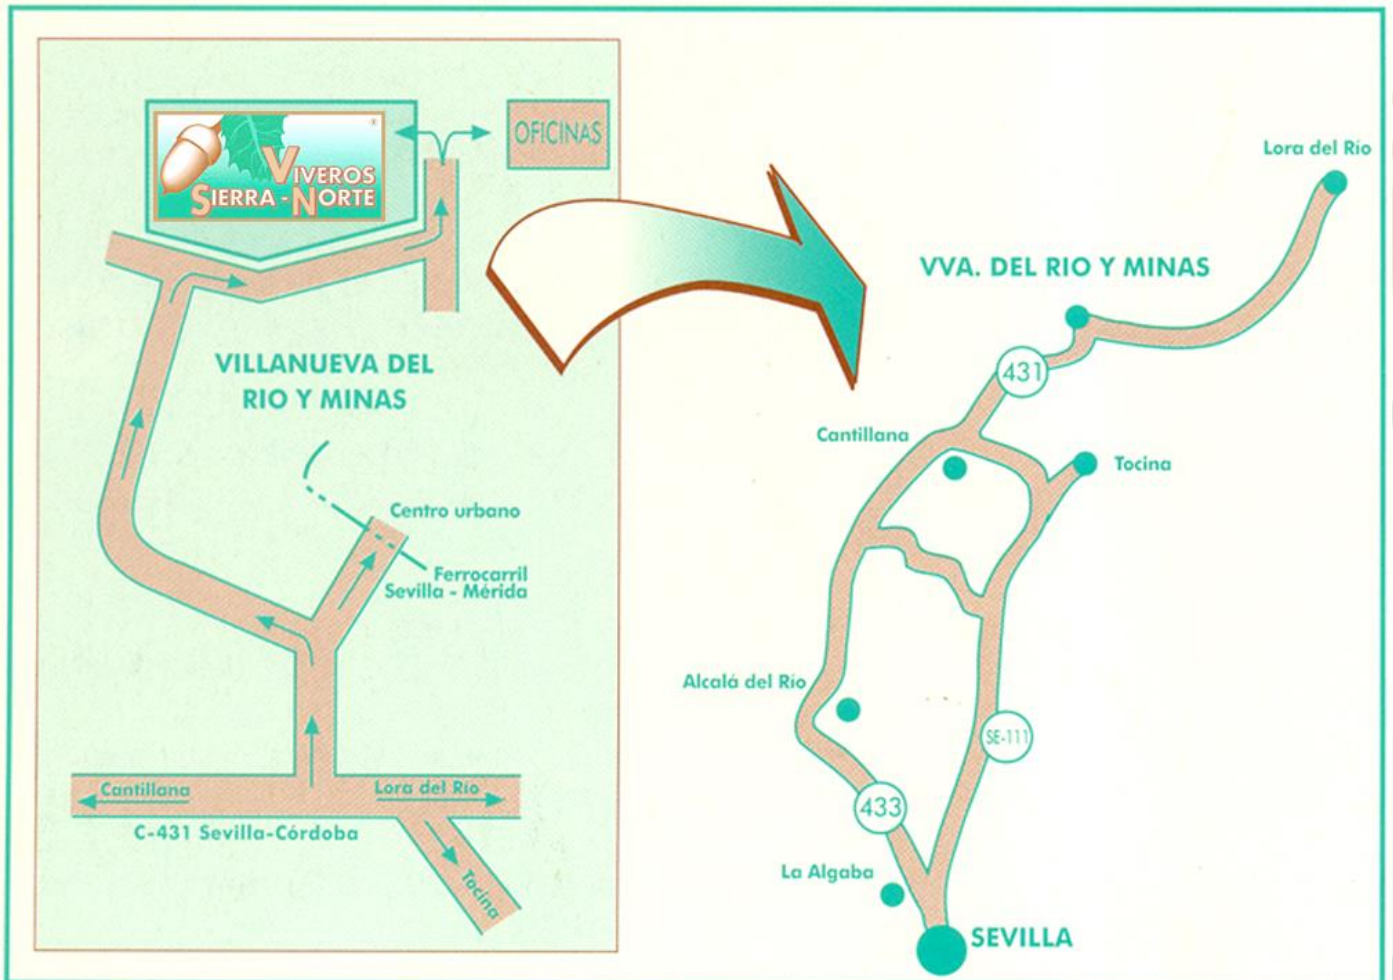 VIVEROS
SIERRA - NORTE
®
OFICINAS
VILLANUEVA DEL
RIO Y MINAS
Centro urbano
Ferrocarril
Sevilla - Mérida
Cantillana
Lora del Río
C-431 Sevilla-Córdoba
Tocina
Lora del Río
VVA. DEL RIO Y MINAS
431
Cantillana
Tocina
Alcalá del Río
SE-111
433
La Algaba
SEVILLA